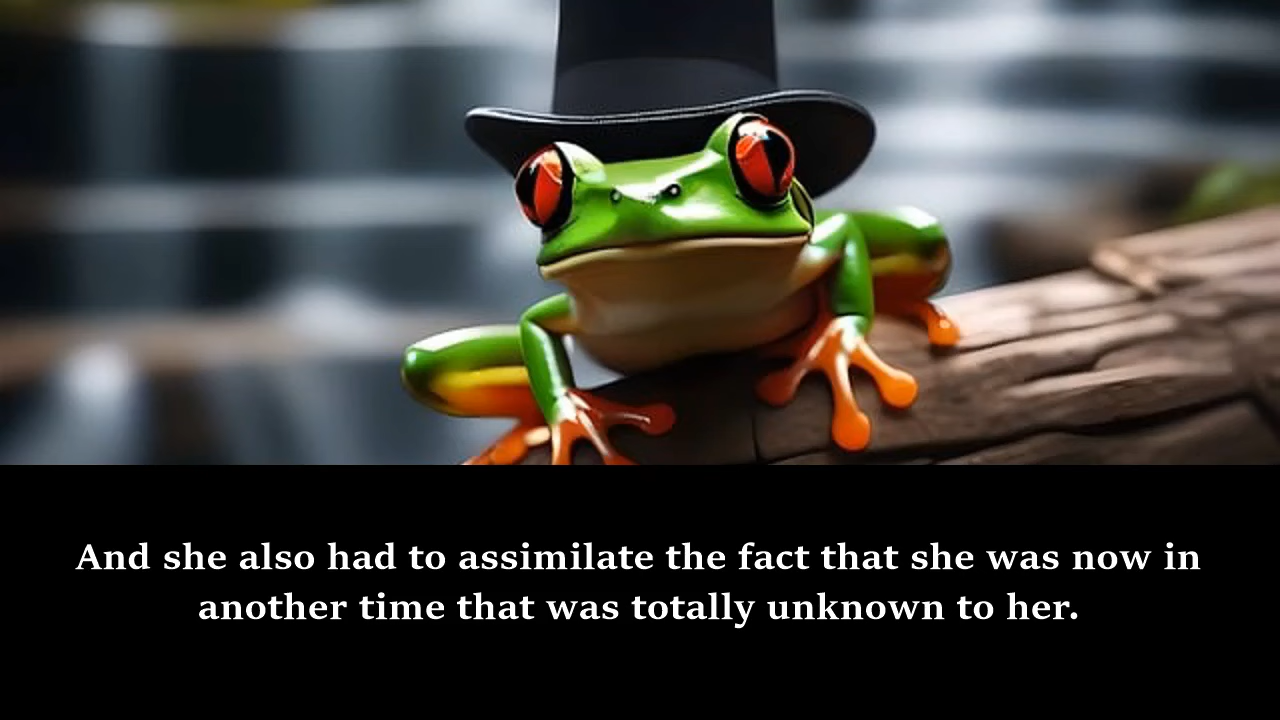 And she also had to assimilate the fact that she was now in
another time that was totally unknown to her.